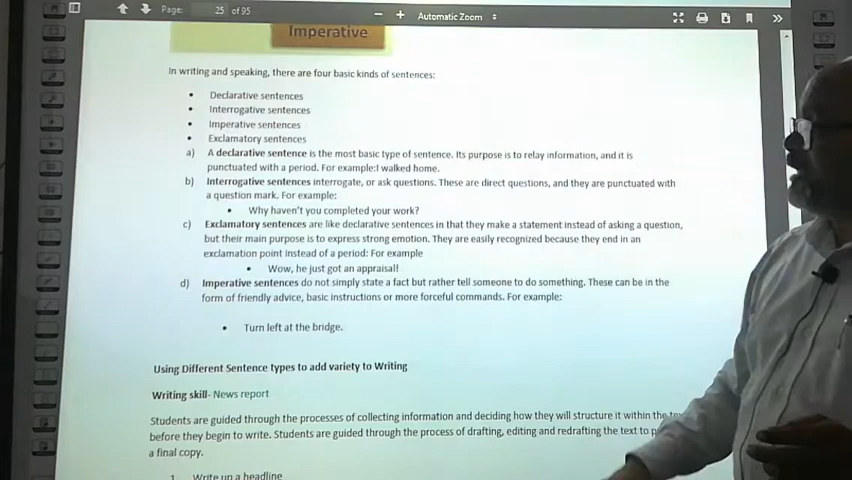 Page: 25 of 95 − + Automatic Zoom
Imperative
In writing and speaking, there are four basic kinds of sentences:
• Declarative sentences
• Interrogative sentences
• Imperative sentences
• Exclamatory sentences
a) A declarative sentence is the most basic type of sentence. Its purpose is to relay information, and it is
punctuated with a period. For example:I walked home.
b) Interrogative sentences interrogate, or ask questions. These are direct questions, and they are punctuated with
a question mark. For example:
• Why haven't you completed your work?
c) Exclamatory sentences are like declarative sentences in that they make a statement instead of asking a question,
but their main purpose is to express strong emotion. They are easily recognized because they end in an
exclamation point instead of a period: For example
• Wow, he just got an appraisal!
d) Imperative sentences do not simply state a fact but rather tell someone to do something. These can be in the
form of friendly advice, basic instructions or more forceful commands. For example:
• Turn left at the bridge.
Using Different Sentence types to add variety to Writing
Writing skill- News report
Students are guided through the processes of collecting information and deciding how they will structure it within the
before they begin to write. Students are guided through the process of drafting, editing and redrafting the text to
a final copy.
1 Write up a headline